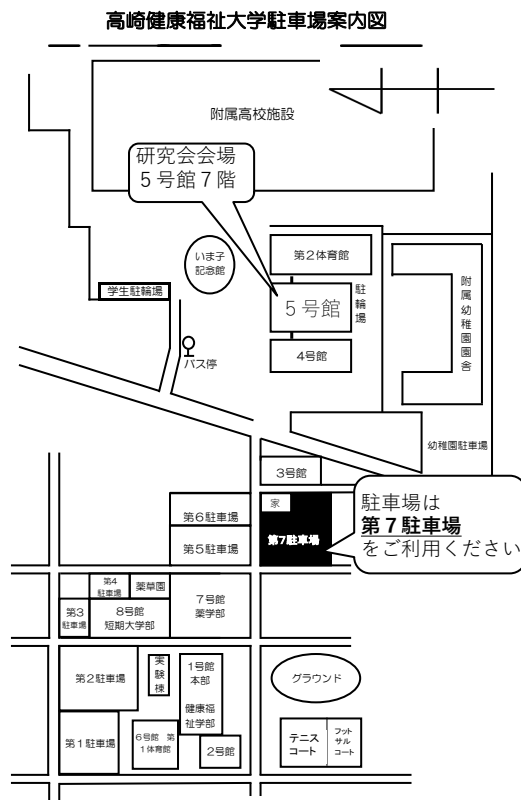 高崎健康福祉大学駐車場案内図
附属高校施設
研究会会場
５号館７階
いま子
記念館
第２体育館
学生駐輪場
５号館
駐輪場
附属幼稚園園舎
４号館
バス停
幼稚園駐車場
３号館
家
第６駐車場
第７駐車場
第５駐車場
駐車場は
第７駐車場
をご利用ください
第４
駐車場
薬草園
７号館
薬学部
第３
駐車場
８号館
短期大学部
第２駐車場
実験棟
１号館
本部
健康福
祉学部
グラウンド
第１駐車場
６号館 第
１体育館
２号館
テニス
コート
フット
サル
コート